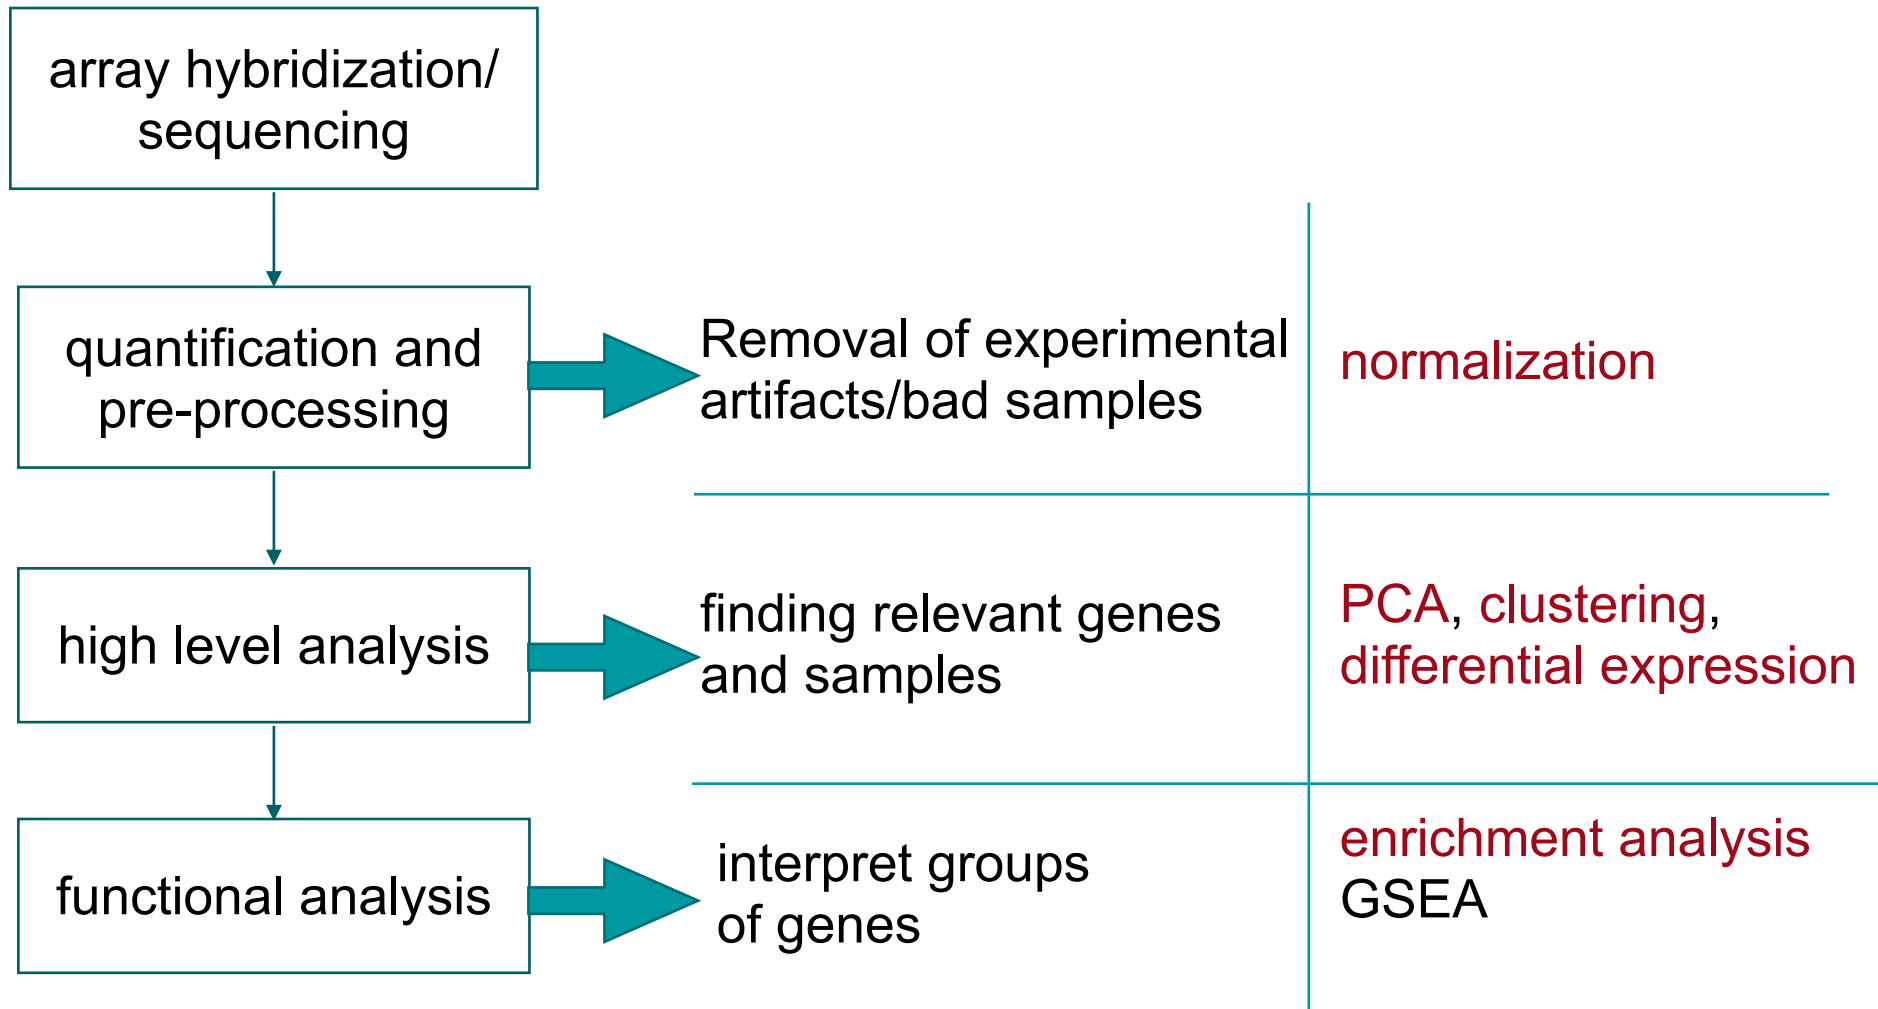 array hybridization/
sequencing
quantification and
pre-processing
Removal of experimental
artifacts/bad samples
normalization
high level analysis
finding relevant genes
and samples
PCA, clustering,
differential expression
functional analysis
interpret groups
of genes
enrichment analysis
GSEA